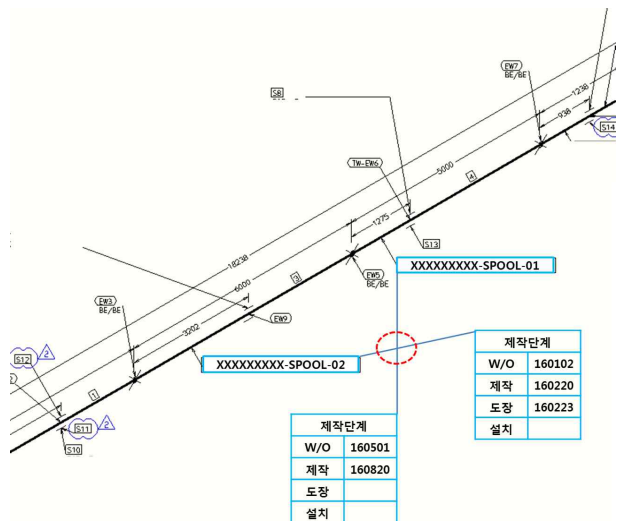 EW7
BE/BE
1238
938
S14
SB
TW-EW6
5000
4
1275
S13
18238
6000
3
EW5
BE/BE
XXXXXXXXX-SPOOL-01
EW3
BE/BE
3202
EW9
S12
2
XXXXXXXXX-SPOOL-02
1
S11
2
S10
제작단계
W/O 160102
제작 160220
도장 160223
설치
제작단계
W/O 160501
제작 160820
도장
설치